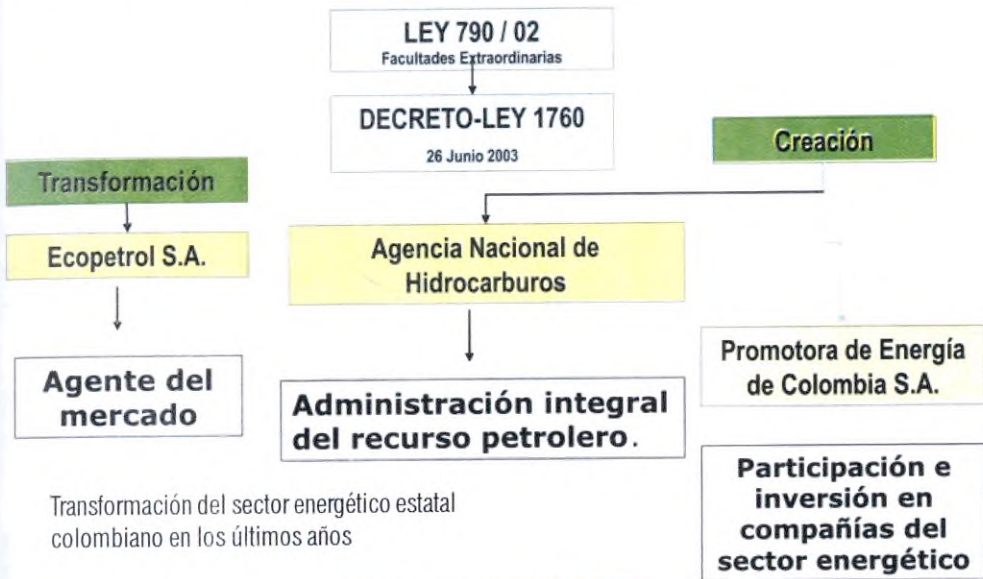 LEY 790 / 02
Facultades Extraordinarias
DECRETO-LEY 1760
26 Junio 2003
Creación
Transformación
Ecopetrol S.A.
Agencia Nacional de
Hidrocarburos
Agente del
mercado
Administración integral
del recurso petrolero.
Promotora de Energía
de Colombia S.A.
Participación e
inversión en
compañías del
sector energético
Transformación del sector energético estatal
colombiano en los últimos años